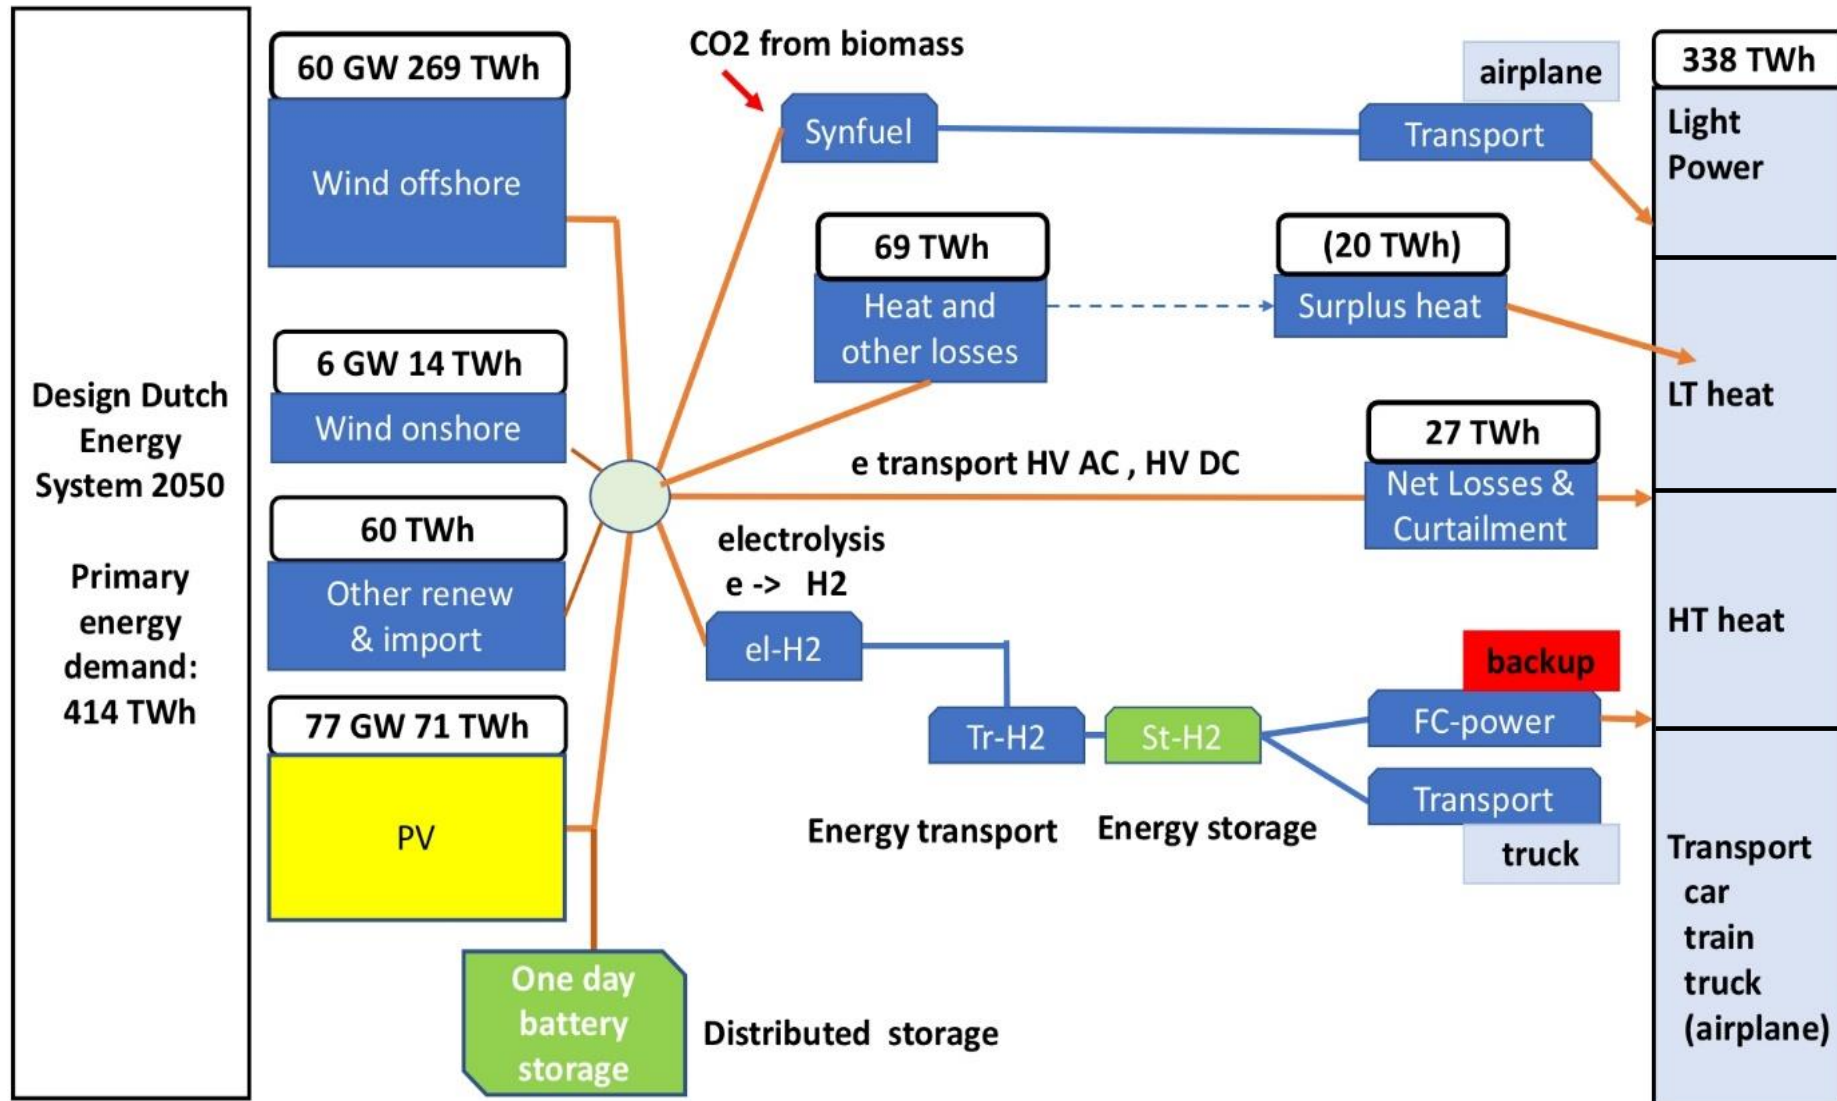 Design Dutch
Energy
System 2050
Primary
energy
demand:
414 TWh
60 GW 269 TWh
Wind offshore
6 GW 14 TWh
Wind onshore
60 TWh
Other renew
& import
77 GW 71 TWh
PV
One day
battery
storage
Distributed storage
CO2 from biomass
Synfuel
airplane
Transport
69 TWh
Heat and
other losses
(20 TWh)
Surplus heat
e transport HV AC , HV DC
27 TWh
Net Losses &
Curtailment
electrolysis
e -> H2
el-H2
Tr-H2
St-H2
Energy transport
Energy storage
backup
FC-power
Transport
truck
338 TWh
Light
Power
LT heat
HT heat
Transport
car
train
truck
(airplane)